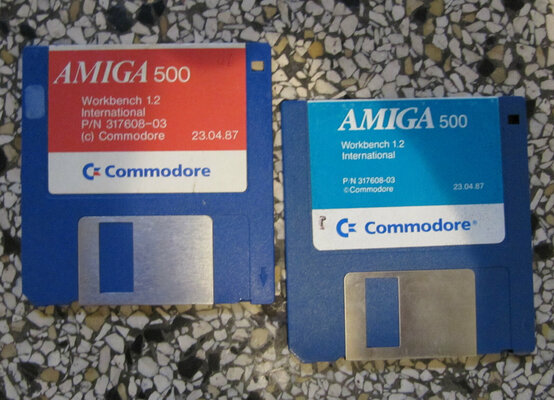 AMIGA 500
Workbench 1.2
International
P/N 317608-03
(c) Commodore 23.04.87
Commodore
AMIGA 500
Workbench 1.2
International
P/N 317608-03
©Commodore 23.04.87
Commodore®